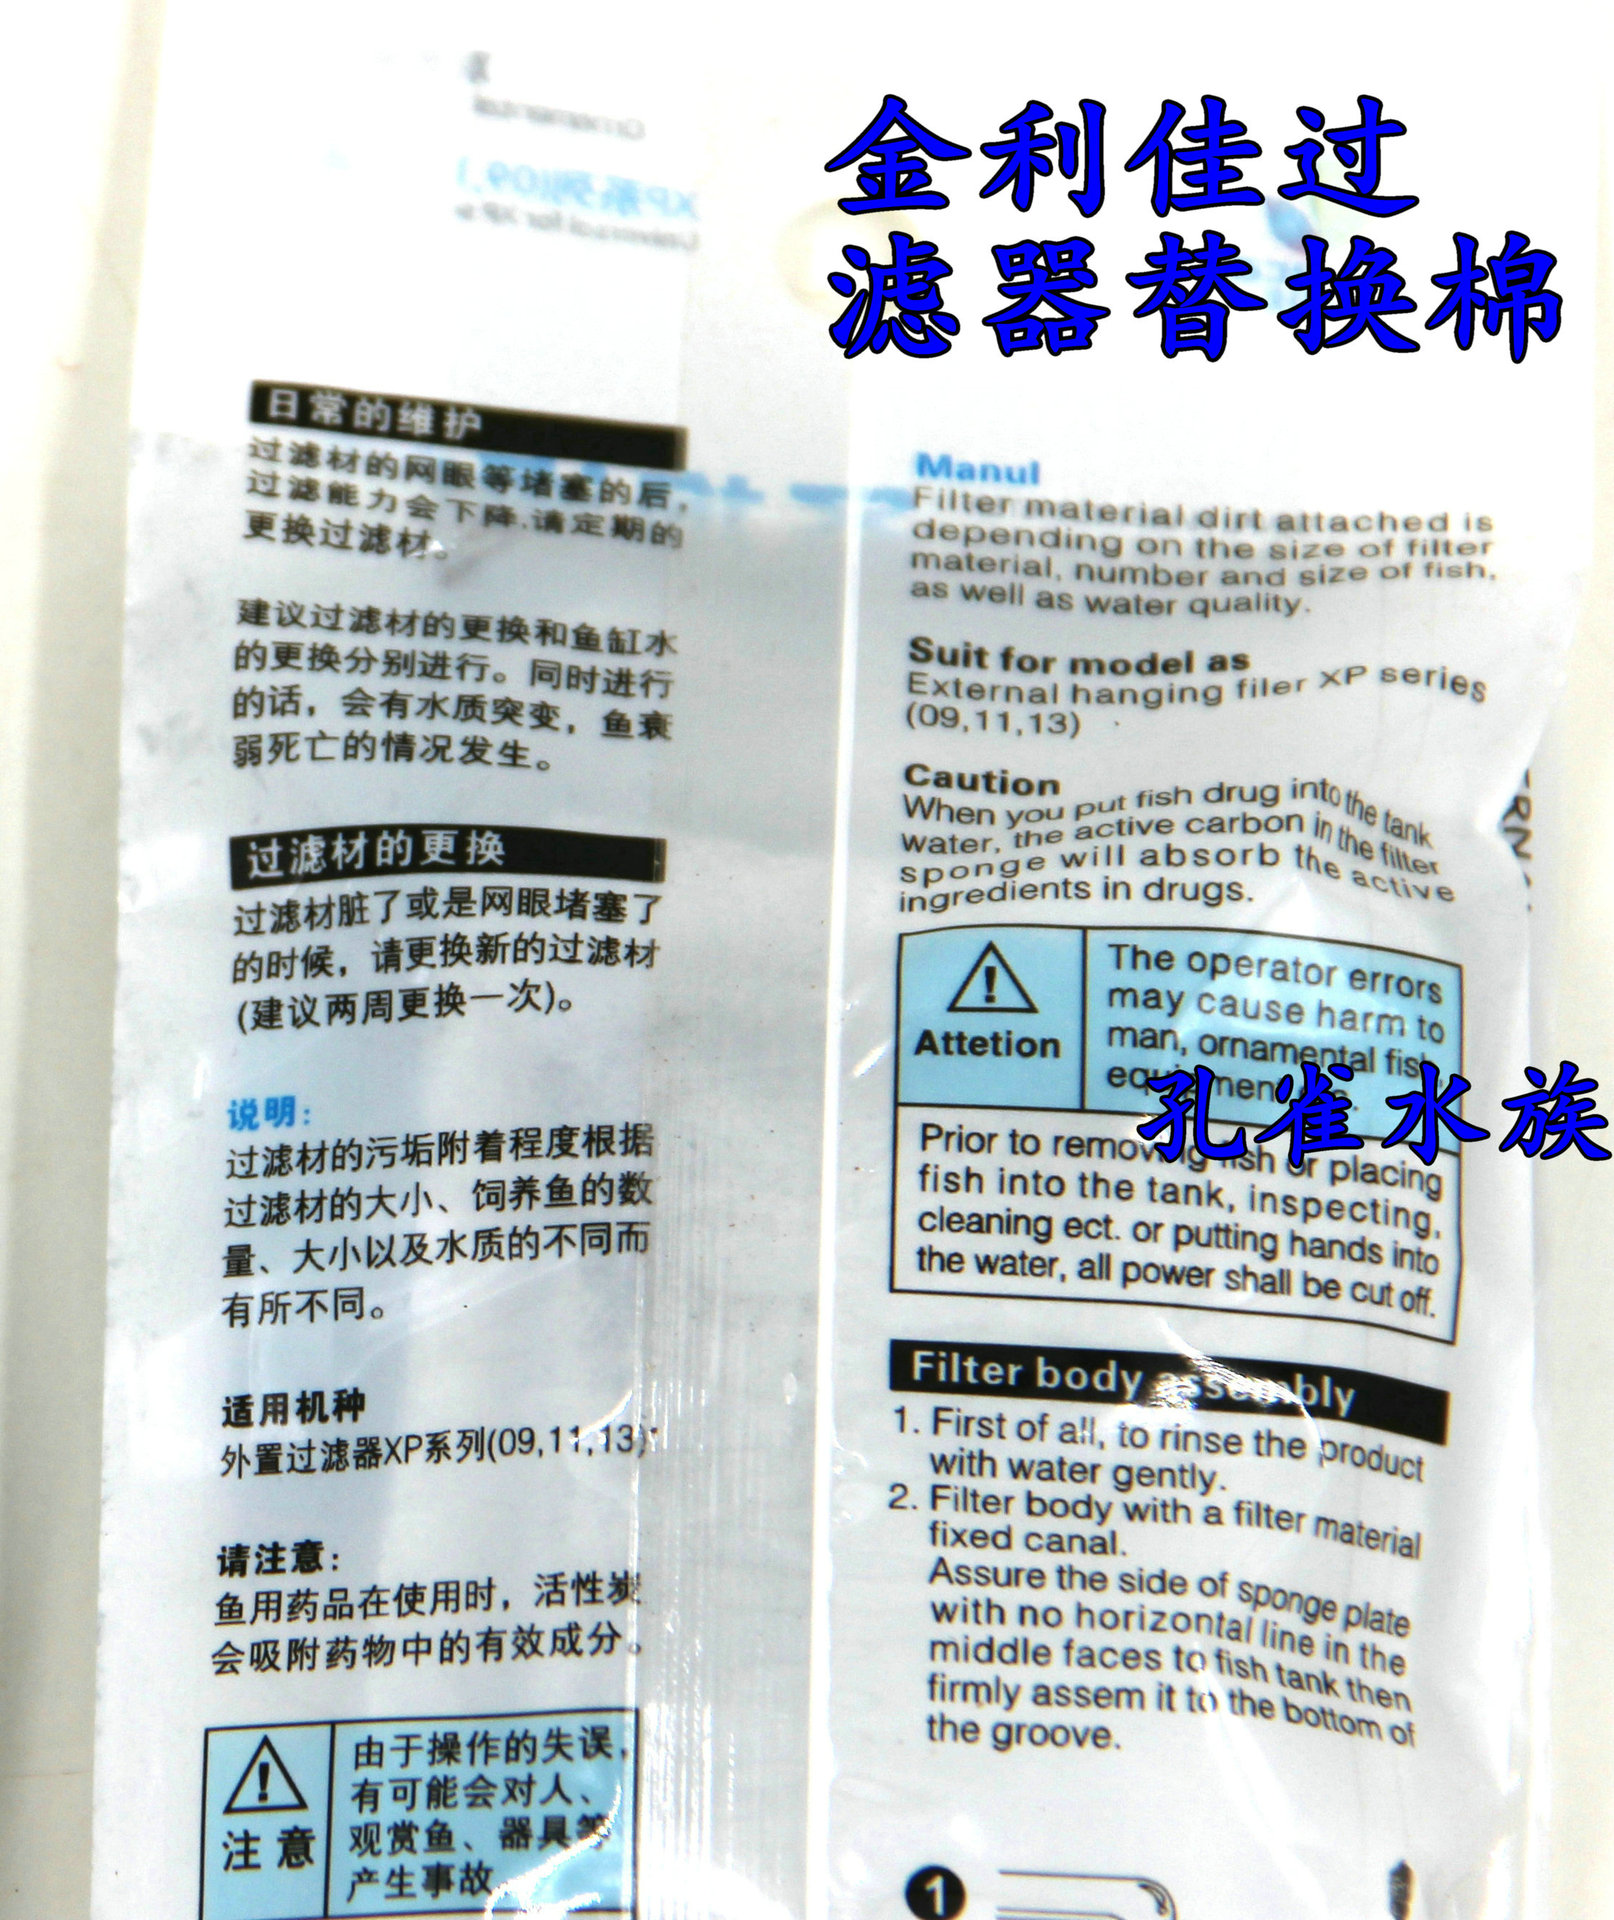 金利佳过
滤器替换棉
日常的维护
过滤材的网眼等堵塞的后,
过滤能力会下降.请定期的
更换过滤材。
建议过滤材的更换和鱼缸水
的更换分别进行。同时进行
的话，会有水质突变，鱼衰
弱死亡的情况发生。
过滤材的更换
过滤材脏了或是网眼堵塞了
的时候，请更换新的过滤材
(建议两周更换一次)。
说明：
过滤材的污垢附着程度根据
过滤材的大小、饲养鱼的数
量、大小以及水质的不同而
有所不同。
适用机种
外置过滤器XP系列(09,11,13)
请注意：
鱼用药品在使用时，活性炭
会吸附药物中的有效成分。
注意
由于操作的失误,
有可能会对人、
观赏鱼、器具等
产生事故
Manul
Filter material dirt attached is
depending on the size of filter
material, number and size of fish,
as well as water quality.
Suit for model as
External hanging filer XP series
(09,11,13)
Caution
When you put fish drug into the tank
water, the active carbon in the filter
sponge will absorb the active
ingredients in drugs.
Attetion
The operator errors
may cause harm to
man, ornamental fish,
孔雀水族
Prior to removing fish or placing
fish into the tank, inspecting,
cleaning ect. or putting hands into
the water, all power shall be cut off.
Filter body assembly
1. First of all, to rinse the product
with water gently.
2. Filter body with a filter material
fixed canal.
Assure the side of sponge plate
with no horizontal line in the
middle faces to fish tank then
firmly assem it to the bottom of
the groove.
1